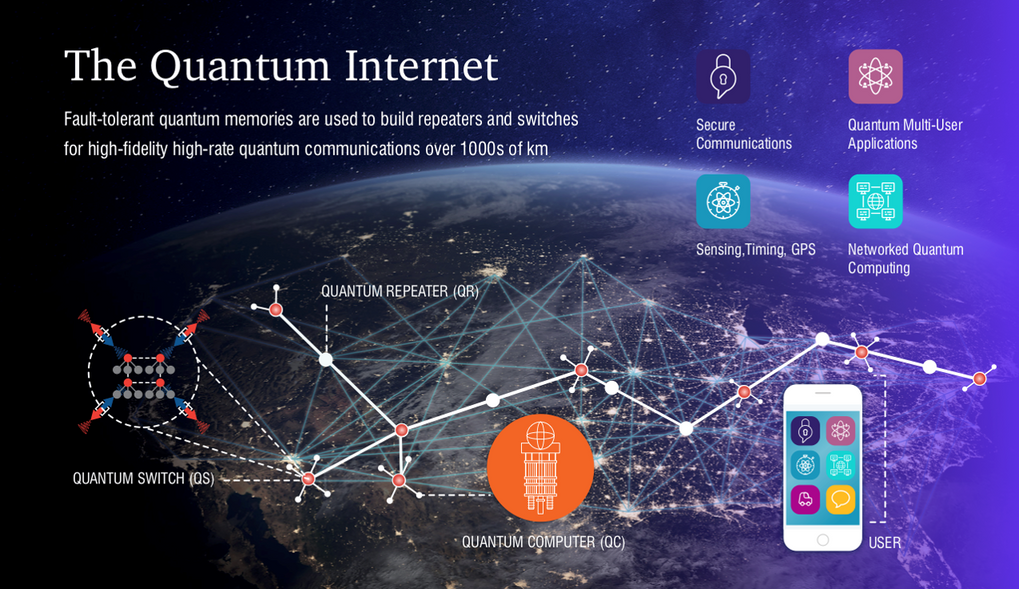 The Quantum Internet
Fault-tolerant quantum memories are used to build repeaters and switches
for high-fidelity high-rate quantum communications over 1000s of km
Secure
Communications
Quantum Multi-User
Applications
Sensing,Timing, GPS
Networked Quantum
Computing
QUANTUM REPEATER (QR)
QUANTUM SWITCH (QS)
QUANTUM COMPUTER (QC)
USER